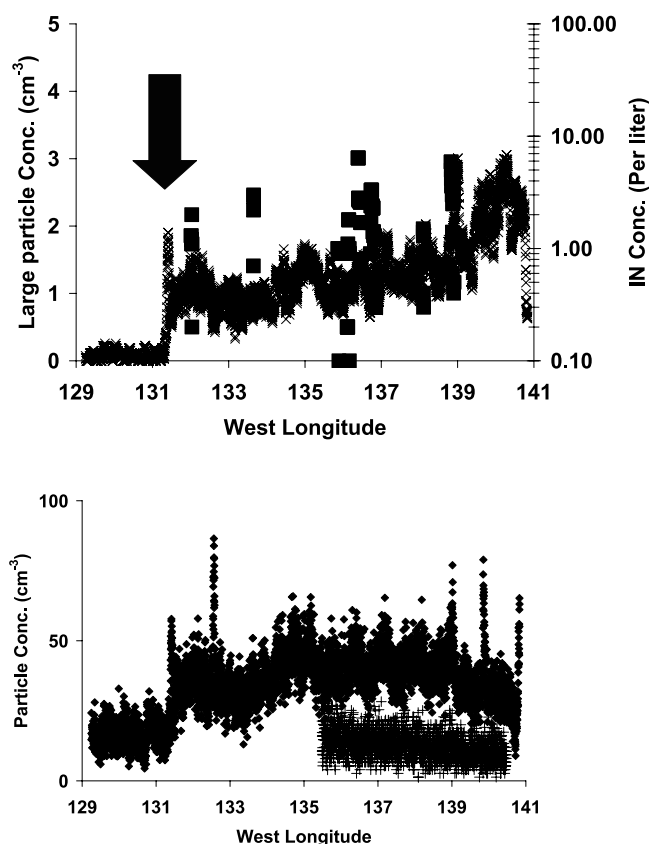 Large particle Conc. (cm⁻³)
5
4
3
2
1
0
100.00
10.00
1.00
0.10
IN Conc. (Per liter)
129 131 133 135 137 139 141
West Longitude
Particle Conc. (cm⁻³)
100
50
0
129 131 133 135 137 139 141
West Longitude